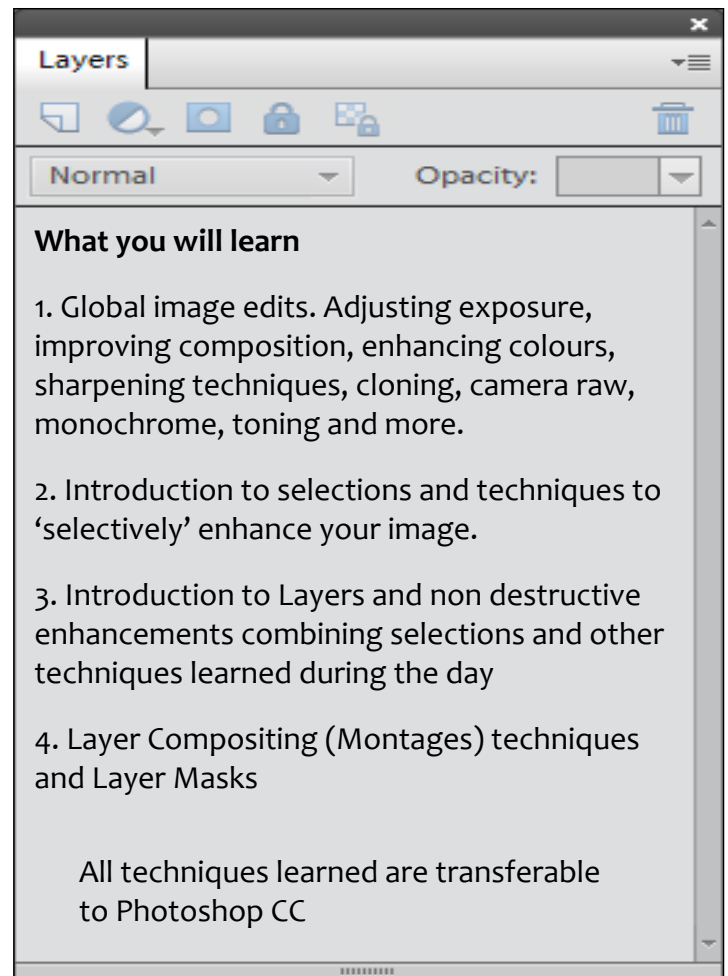 Layers
Normal
Opacity:
What you will learn
1. Global image edits. Adjusting exposure,
improving composition, enhancing colours,
sharpening techniques, cloning, camera raw,
monochrome, toning and more.
2. Introduction to selections and techniques to
‘selectively’ enhance your image.
3. Introduction to Layers and non destructive
enhancements combining selections and other
techniques learned during the day
4. Layer Compositing (Montages) techniques
and Layer Masks
All techniques learned are transferable
to Photoshop CC